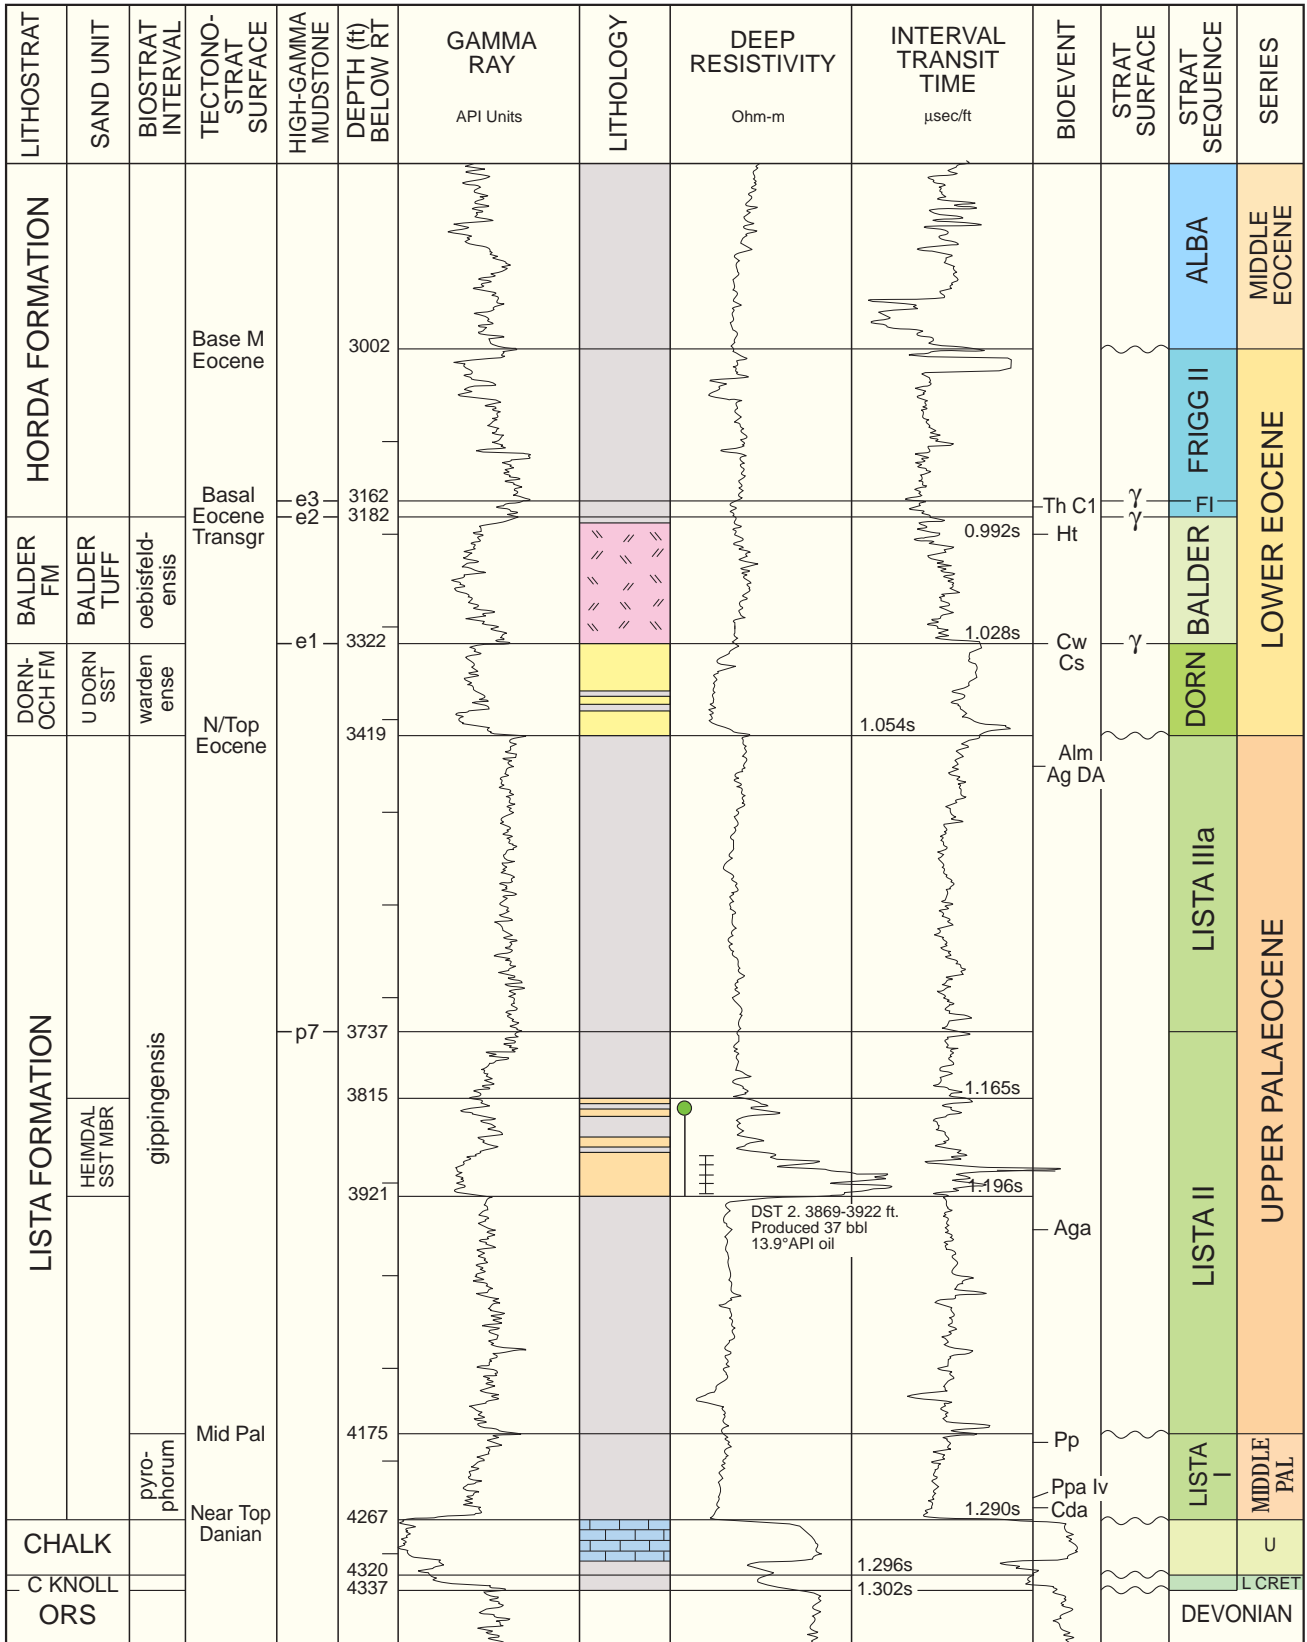 LITHOSTRAT
SAND UNIT
BIOSTRAT
INTERVAL
TECTONO-
STRAT
SURFACE
HIGH-GAMMA
MUDSTONE
DEPTH (ft)
BELOW RT
GAMMA
RAY
API Units
LITHOLOGY
DEEP
RESISTIVITY
Ohm-m
INTERVAL
TRANSIT
TIME
µsec/ft
BIOEVENT
STRAT
SURFACE
STRAT
SEQUENCE
SERIES
HORDA FORMATION
ALBA
MIDDLE
EOCENE
Base M
Eocene
3002
FRIGG II
LOWER EOCENE
Basal
Eocene
Transgr
e3
3162
Th C1
γ
FI
e2
3182
γ
0.992s
Ht
BALDER
FM
BALDER
TUFF
oebisfeld-
ensis
BALDER
e1
3322
1.028s
Cw
Cs
γ
DORN-
OCH FM
U DORN
SST
warden
ense
DORN
N/Top
Eocene
3419
1.054s
Alm
Ag DA
LISTA FORMATION
gippingensis
LISTA IIIa
UPPER PALAEOCENE
p7
3737
3815
1.165s
HEIMDAL
SST MBR
LISTA II
3921
1.196s
DST 2. 3869-3922 ft.
Produced 37 bbl
13.9°API oil
Aga
Mid Pal
4175
Pp
pyro-
phorum
LISTA
I
MIDDLE
PAL
Ppa Iv
Near Top
Danian
4267
1.290s
Cda
CHALK
U
4320
1.296s
C KNOLL
4337
1.302s
L CRET
ORS
DEVONIAN